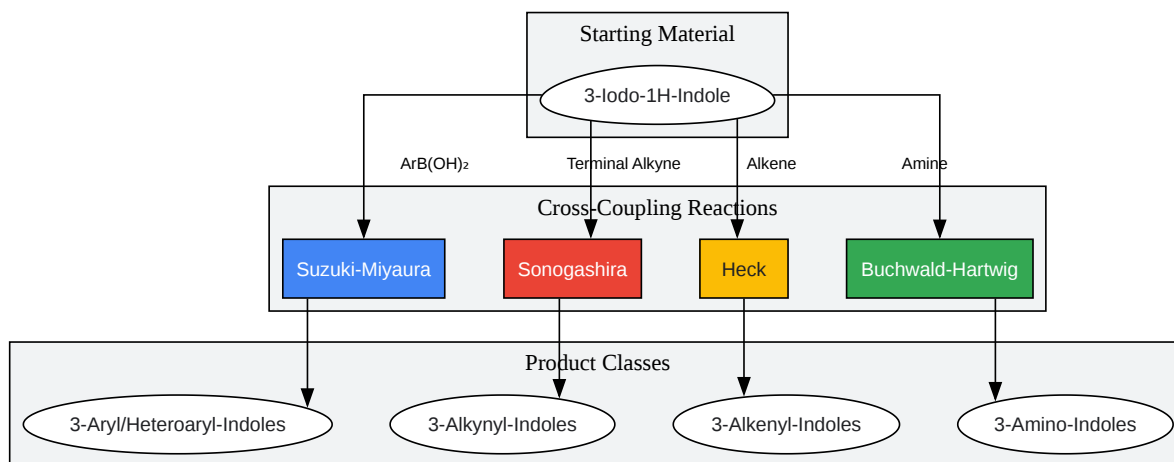 Starting Material
3-Iodo-1H-Indole
ArB(OH)₂
Terminal Alkyne
Alkene
Amine
Cross-Coupling Reactions
Suzuki-Miyaura
Sonogashira
Heck
Buchwald-Hartwig
Product Classes
3-Aryl/Heteroaryl-Indoles
3-Alkynyl-Indoles
3-Alkenyl-Indoles
3-Amino-Indoles